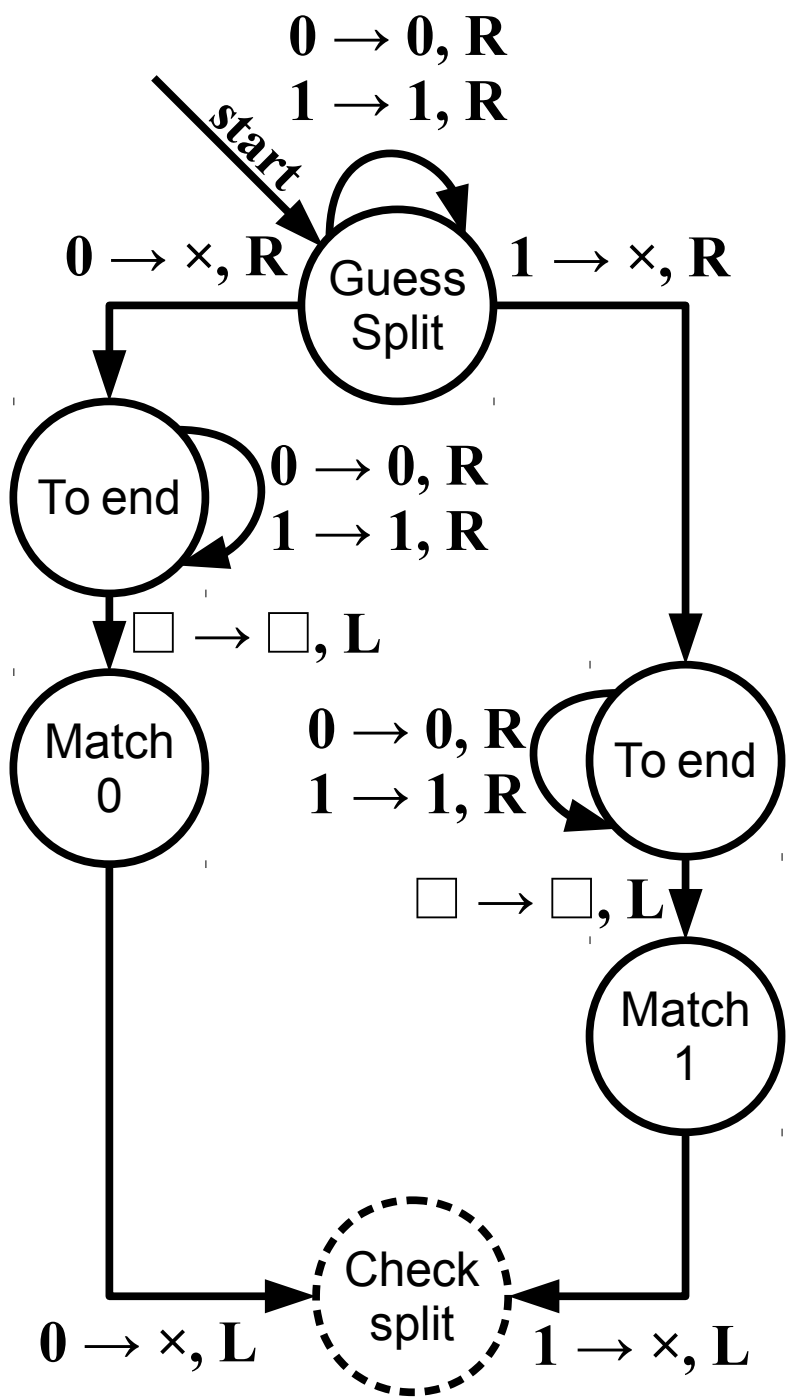 0 → 0, R
1 → 1, R
start
0 → ×, R
1 → ×, R
Guess
Split
To end
0 → 0, R
1 → 1, R
□ → □, L
Match
0
0 → 0, R
1 → 1, R
To end
□ → □, L
Match
1
Check
split
0 → ×, L
1 → ×, L